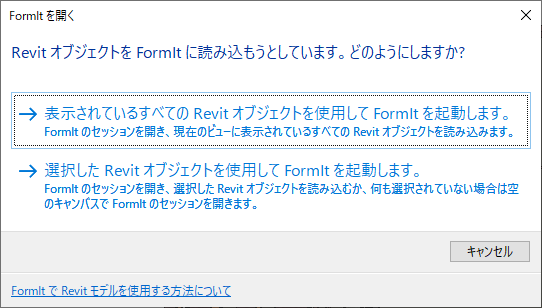 FormIt を開く
Revit オブジェクトを FormIt に読み込もうとしています。どのようにしますか?
表示されているすべての Revit オブジェクトを使用して FormIt を起動します。
FormIt のセッションを開き、現在のビューに表示されているすべての Revit オブジェクトを読み込みます。
選択した Revit オブジェクトを使用して FormIt を起動します。
FormIt のセッションを開き、選択した Revit オブジェクトを読み込むか、何も選択されていない場合は空
のキャンバスで FormIt のセッションを開きます。
キャンセル
FormIt で Revit モデルを使用する方法について